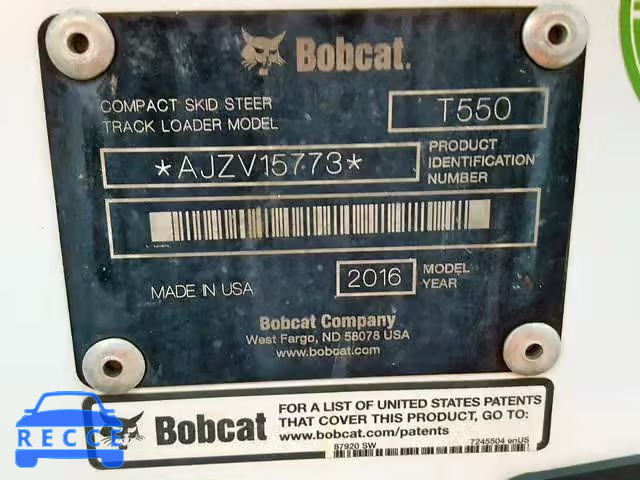 Bobcat.
COMPACT SKID STEER
TRACK LOADER MODEL
T550
*AJZV15773*
PRODUCT
IDENTIFICATION
NUMBER
MADE IN USA
2016
MODEL
YEAR
Bobcat Company
West Fargo, ND 58078 USA
www.bobcat.com
Bobcat
FOR A LIST OF UNITED STATES PATENTS
THAT COVER THIS PRODUCT, GO TO:
www.bobcat.com/patents
87920 SW
7245504 enUS
RECCE